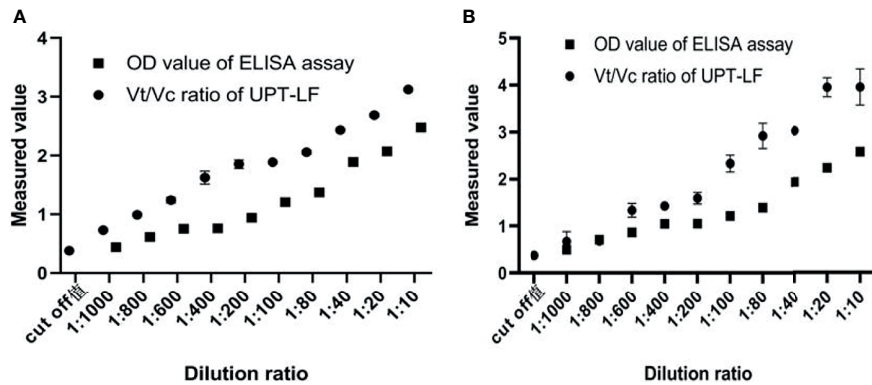 A
Measured value
4
3
2
1
0
OD value of ELISA assay
Vt/Vc ratio of UPT-LF
cut off值
1:1000
1:800
1:600
1:400
1:200
1:100
1:80
1:40
1:20
1:10
Dilution ratio
B
Measured value
5
4
3
2
1
0
OD value of ELISA assay
Vt/Vc ratio of UPT-LF
cut off值
1:1000
1:800
1:600
1:400
1:200
1:100
1:80
1:40
1:20
1:10
Dilution ratio